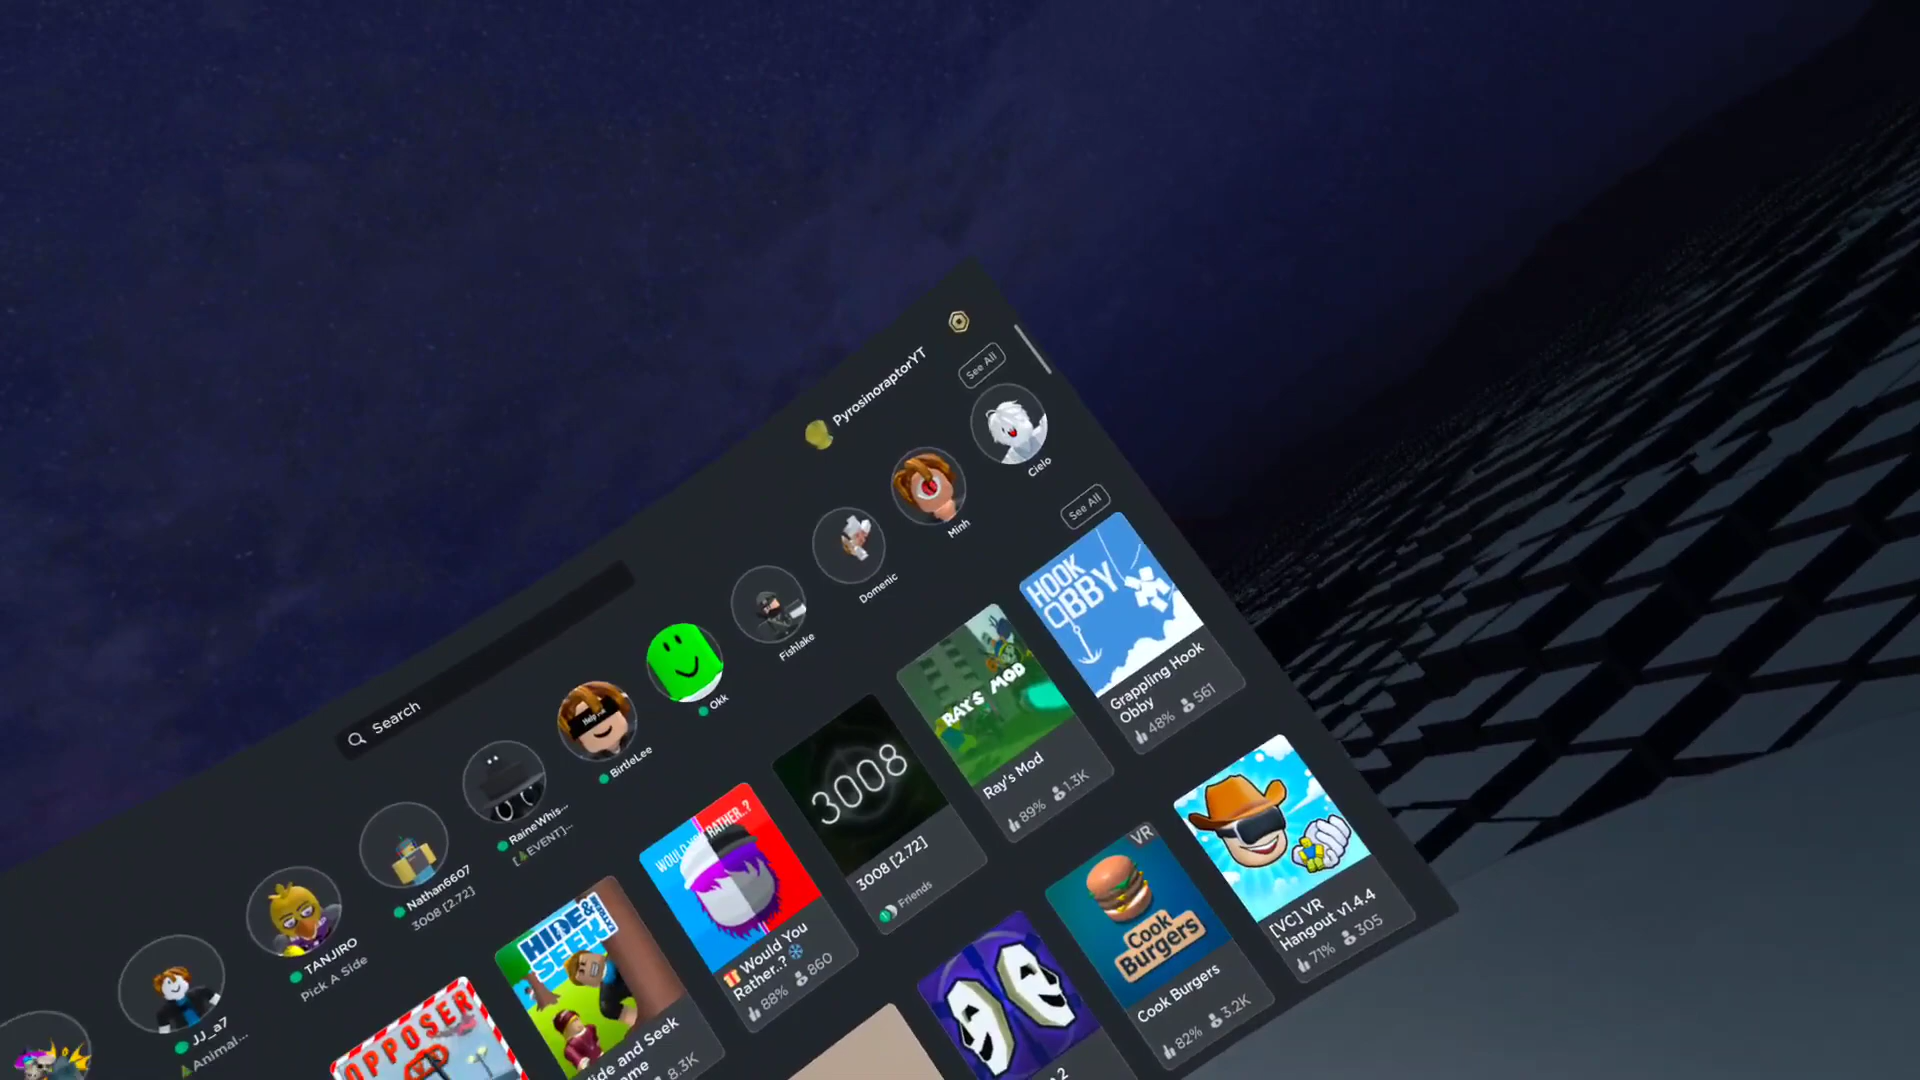 PyrosinoraptorYT
See All
Search
JJ_a7
Animal...
TANJIRO
Pick A Side
Nathan6607
3008 [2.72]
RaineWhis...
[🎄EVENT]...
BirtleLee
Okk
Fishlake
Domenic
Minh
Cielo
See All
OPPOSER
HIDE &
SEEK
Hide and Seek
8.3K
WOULD YOU RATHER..?
🎁 Would You
Rather..? ❄️
88% 860
3008
3008 [2.72]
Friends
RAY'S MOD
Ray's Mod
89% 1.3K
HOOK
OBBY
Grappling Hook
Obby
48% 561
2
VR
Cook
Burgers
Cook Burgers
82% 3.2K
[VC] VR
Hangout v1.4.4
71% 305